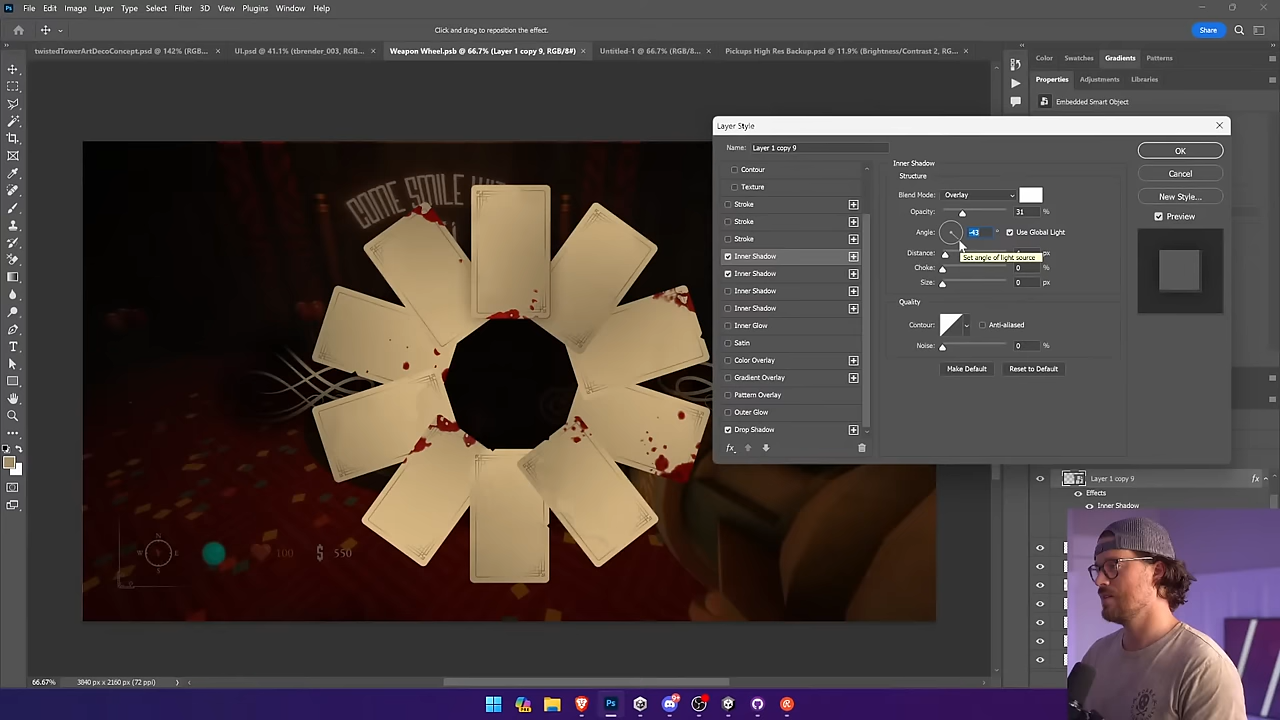 File Edit Image Layer Type Select Filter 3D View Plugins Window Help
Click and drag to reposition the effect.
Share
twistedTowerArtDecoConcept.psd @ 142% (RGB... × UI.psd @ 41.1% (tbrender_003, RGB... × Weapon Wheel.psb @ 66.7% (Layer 1 copy 9, RGB/8#) × Untitled-1 @ 66.7% (RGB/8... × Pickups High Res Backup.psd @ 11.9% (Brightness/Contrast 2, RG... ×
Color Swatches Gradients Patterns
Properties Adjustments Libraries
Embedded Smart Object
Layer Style
Name: Layer 1 copy 9
OK
Cancel
New Style...
Preview
Contour
Texture
Stroke
Stroke
Stroke
Inner Shadow
Inner Shadow
Inner Shadow
Inner Shadow
Inner Glow
Satin
Color Overlay
Gradient Overlay
Pattern Overlay
Outer Glow
Drop Shadow
fx
Inner Shadow
Structure
Blend Mode: Overlay
Opacity: 31 %
Angle: -43 ° Use Global Light
Distance: px
Set angle of light source
Choke: 0 %
Size: 0 px
Quality
Contour: Anti-aliased
Noise: 0 %
Make Default Reset to Default
COME SMILE
N
W Y E
S
100
$ 550
Layer 1 copy 9 fx
Effects
Inner Shadow
66.67% 3840 px x 2160 px (72 ppi)